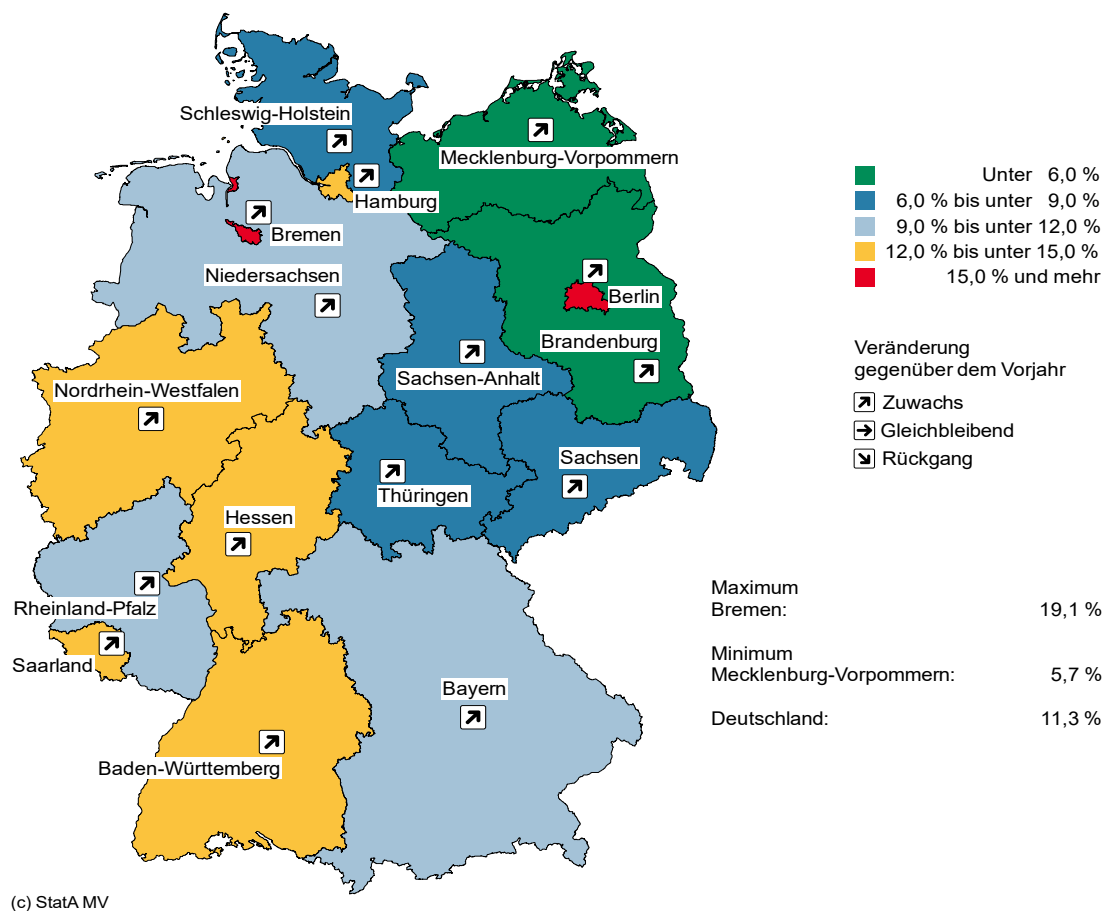 Schleswig-Holstein
Mecklenburg-Vorpommern
Hamburg
Bremen
Niedersachsen
Berlin
Brandenburg
Sachsen-Anhalt
Nordrhein-Westfalen
Sachsen
Thüringen
Hessen
Rheinland-Pfalz
Saarland
Bayern
Baden-Württemberg
Unter 6,0 %
6,0 % bis unter 9,0 %
9,0 % bis unter 12,0 %
12,0 % bis unter 15,0 %
15,0 % und mehr
Veränderung
gegenüber dem Vorjahr
Zuwachs
Gleichbleibend
Rückgang
Maximum
Bremen: 19,1 %
Minimum
Mecklenburg-Vorpommern: 5,7 %
Deutschland: 11,3 %
(c) StatA MV